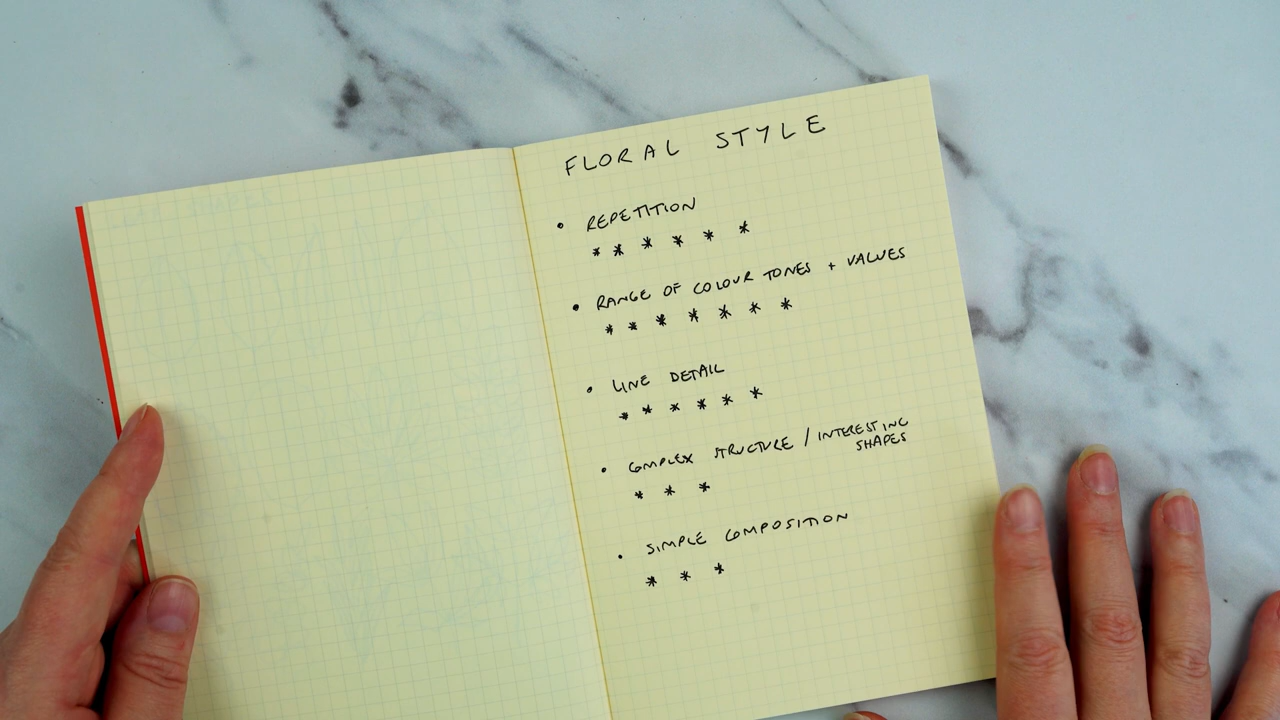 FLORAL STYLE
• REPETITION
* * * * * *
• RANGE OF COLOUR TONES + VALUES
* * * * * * *
• LINE DETAIL
* * * * * *
• COMPLEX STRUCTURE / INTERESTING
SHAPES
* * *
• SIMPLE COMPOSITION
* * *